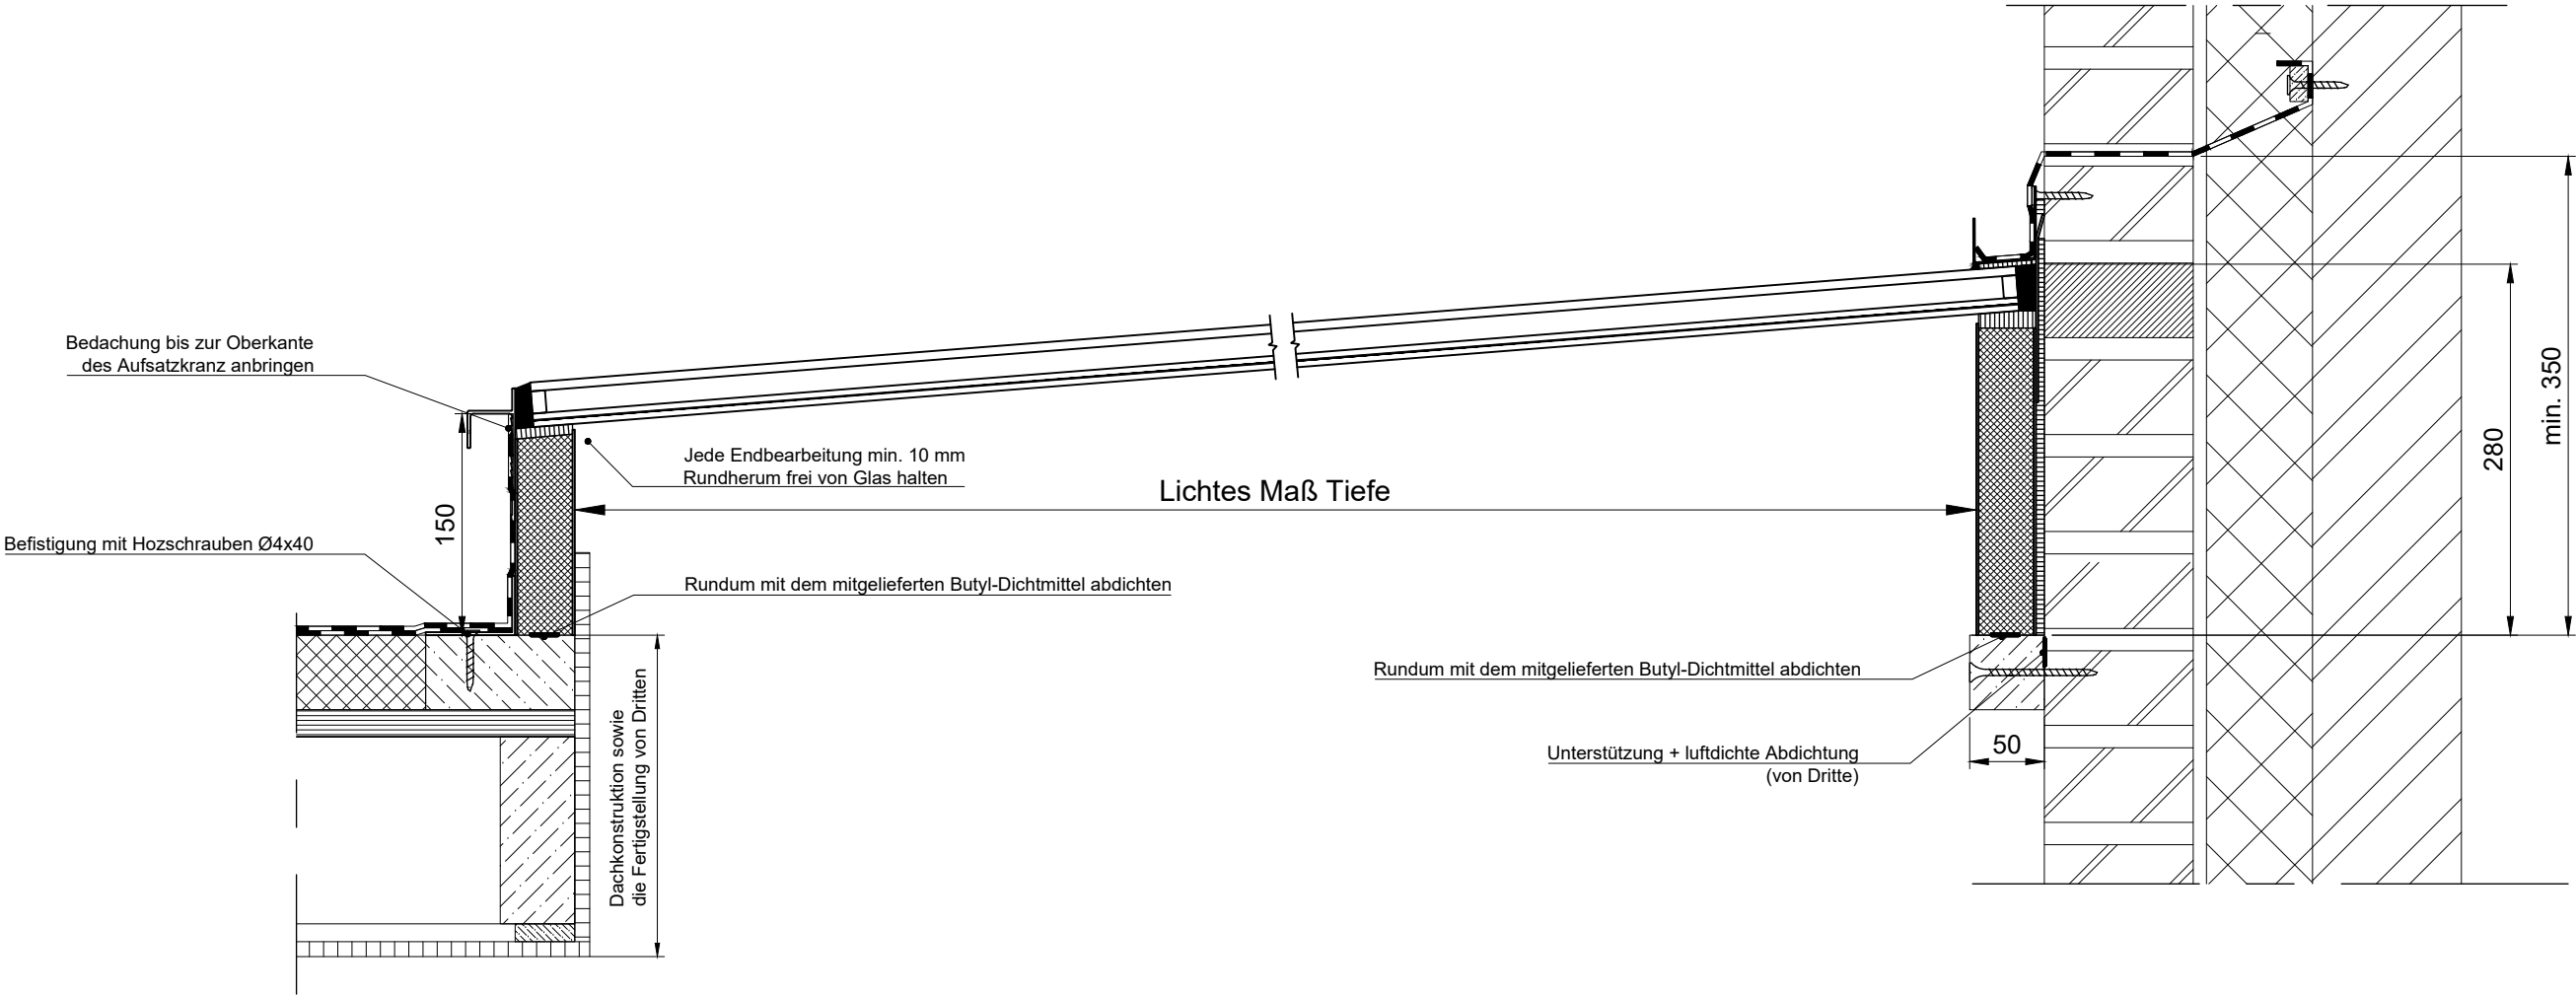 Bedachung bis zur Oberkante
des Aufsatzkranz anbringen
Jede Endbearbeitung min. 10 mm
Rundherum frei von Glas halten
Lichtes Maß Tiefe
150
Befistigung mit Hozschrauben Ø4x40
Rundum mit dem mitgelieferten Butyl-Dichtmittel abdichten
Dachkonstruktion sowie
die Fertigstellung von Dritten
Rundum mit dem mitgelieferten Butyl-Dichtmittel abdichten
Unterstützung + luftdichte Abdichtung
(von Dritte)
50
280
min. 350